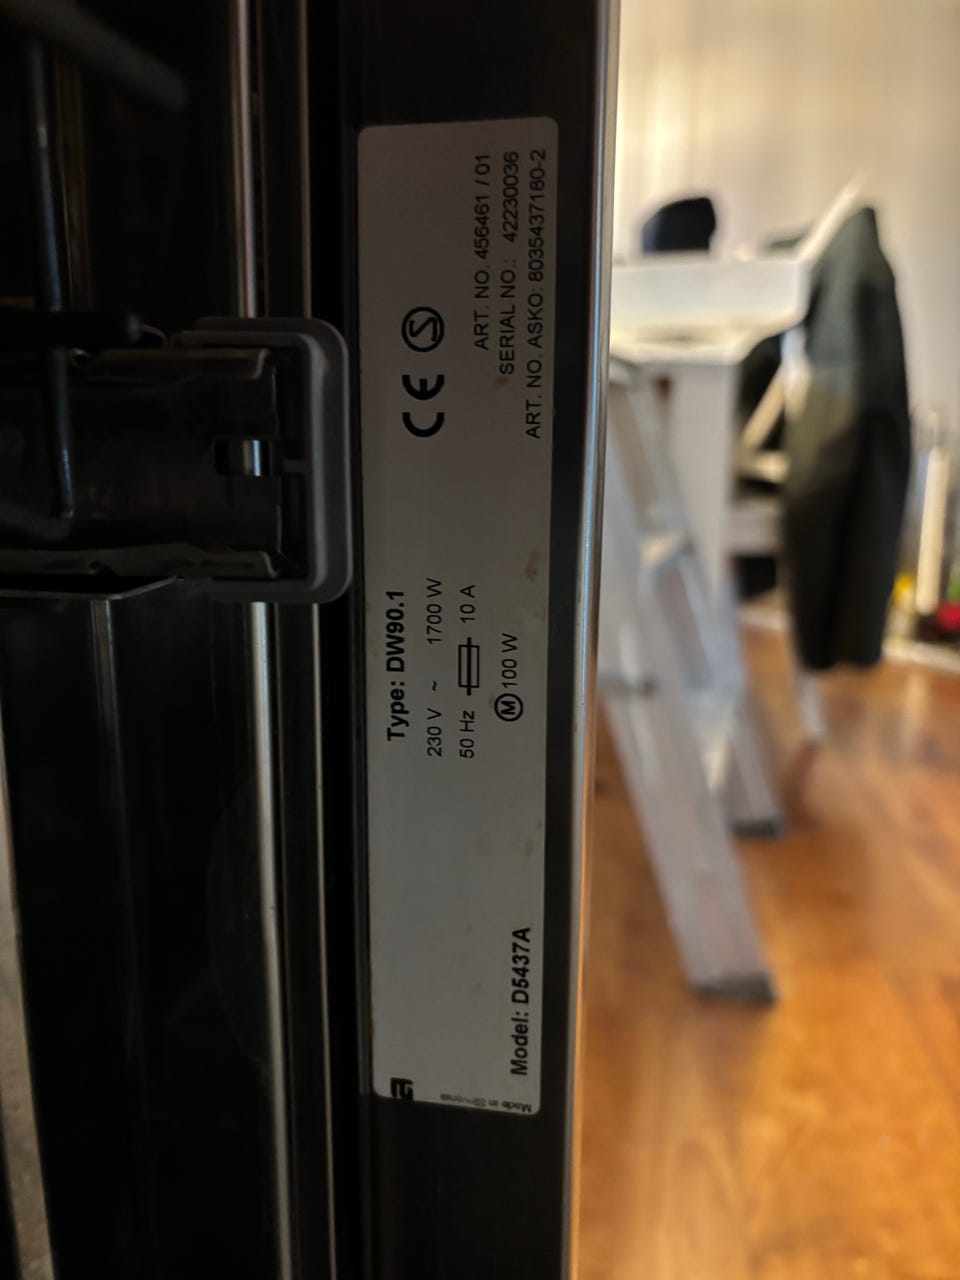 a
Made in Slovenia
Model: D5437A
Type: DW90.1
230 V ~ 1700 W
50 Hz 10 A
M 100 W
CE S
ART. NO. 456461 / 01
SERIAL NO.: 42230036
ART. NO. ASKO: 8035437180-2